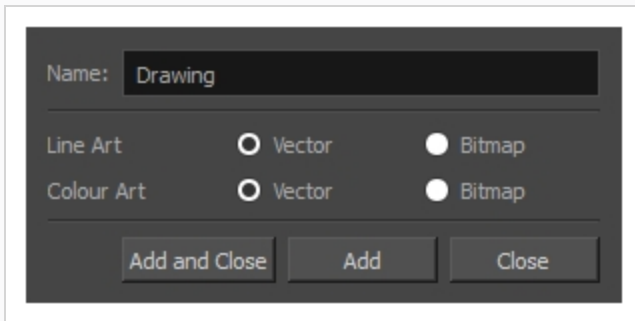 Name: Drawing
Line Art Vector Bitmap
Colour Art Vector Bitmap
Add and Close Add Close